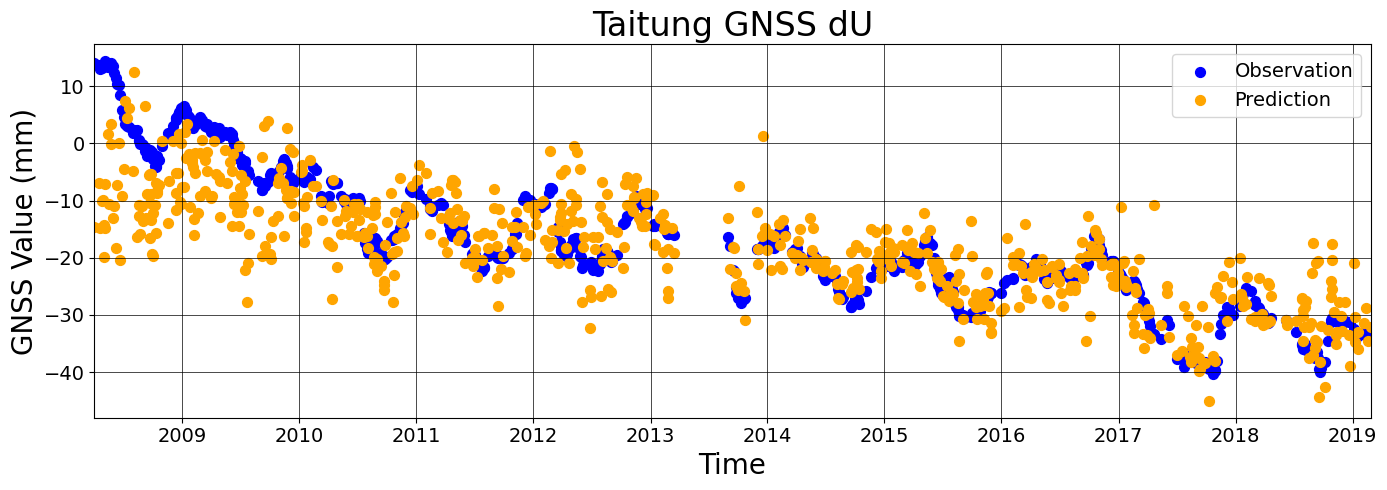 Taitung GNSS dU
GNSS Value (mm)
10
0
−10
−20
−30
−40
Observation
Prediction
2009 2010 2011 2012 2013 2014 2015 2016 2017 2018 2019
Time